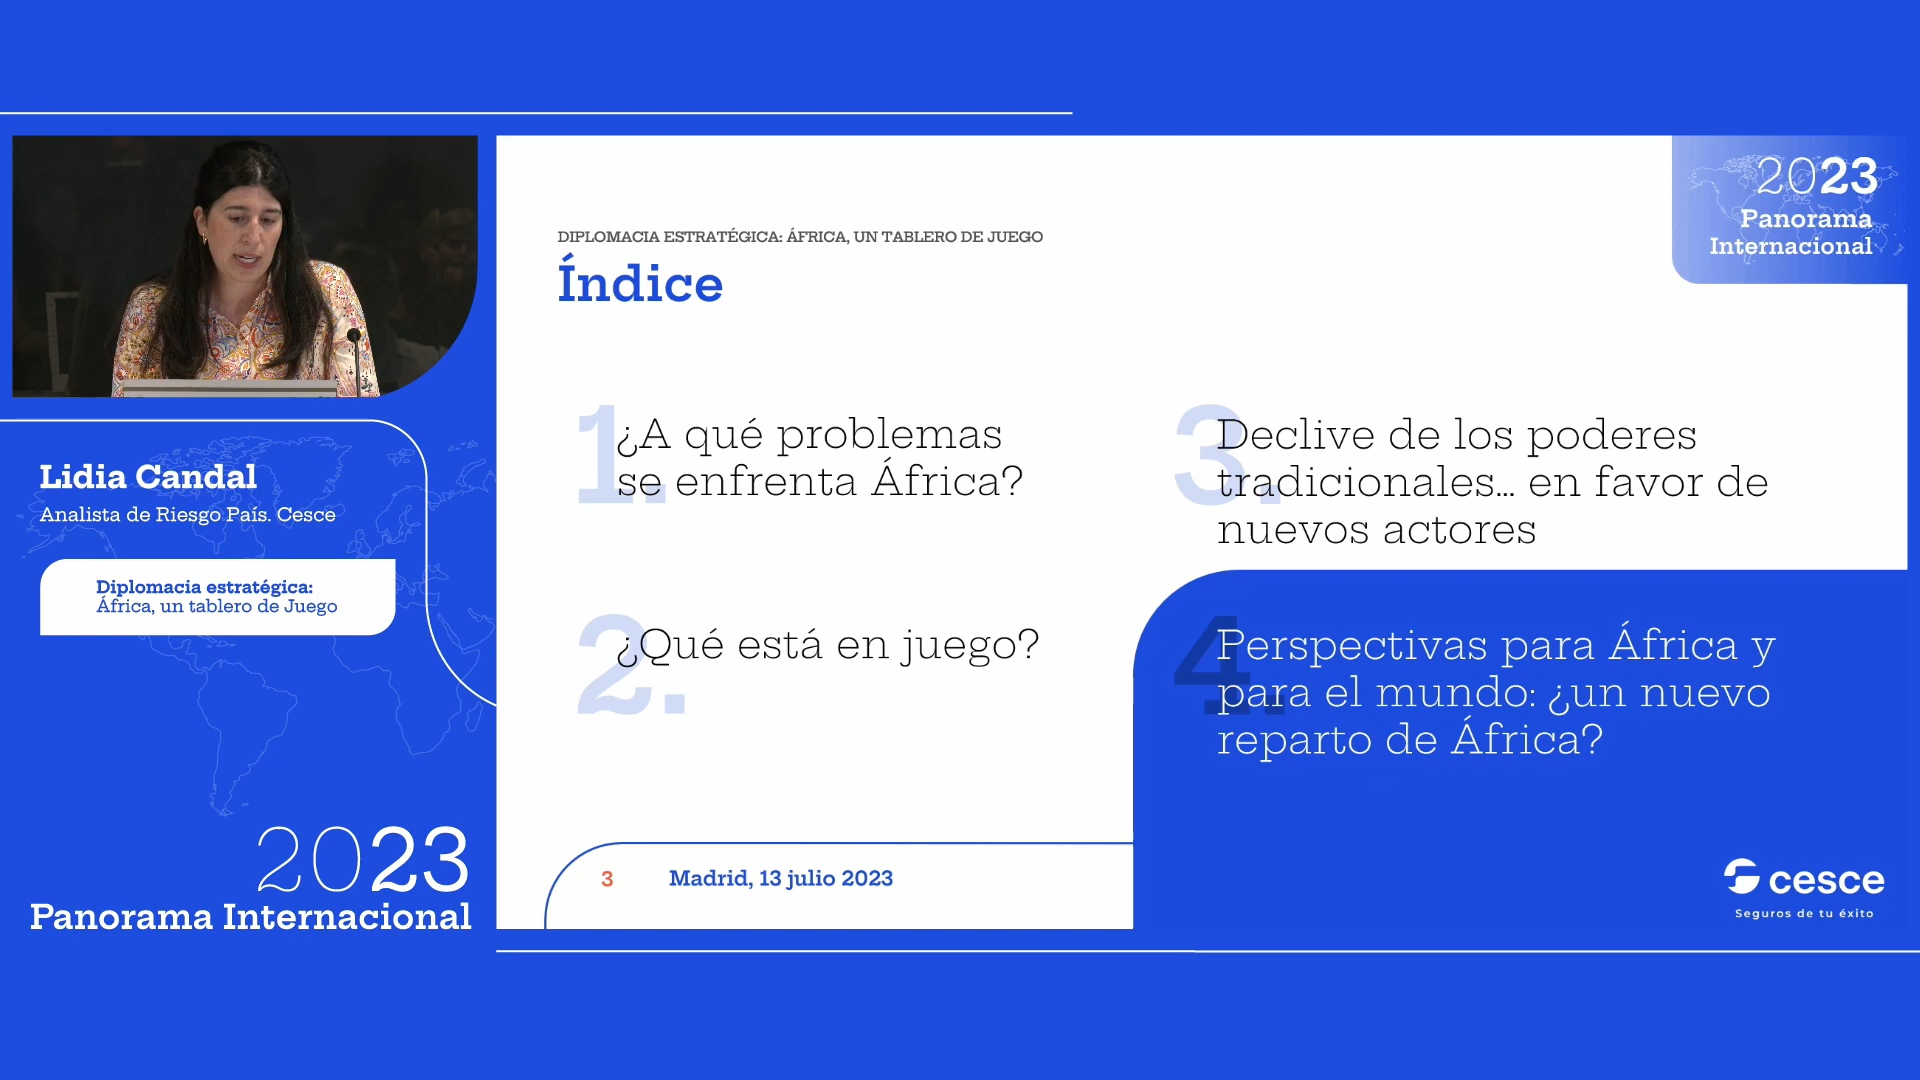 Lidia Candal
Analista de Riesgo País. Cesce
Diplomacia estratégica:
África, un tablero de Juego
2023
Panorama Internacional
DIPLOMACIA ESTRATÉGICA: ÁFRICA, UN TABLERO DE JUEGO
Índice
2023
Panorama
Internacional
1.
¿A qué problemas
se enfrenta África?
2.
¿Qué está en juego?
3.
Declive de los poderes
tradicionales... en favor de
nuevos actores
4.
Perspectivas para África y
para el mundo: ¿un nuevo
reparto de África?
3
Madrid, 13 julio 2023
cesce
Seguros de tu éxito